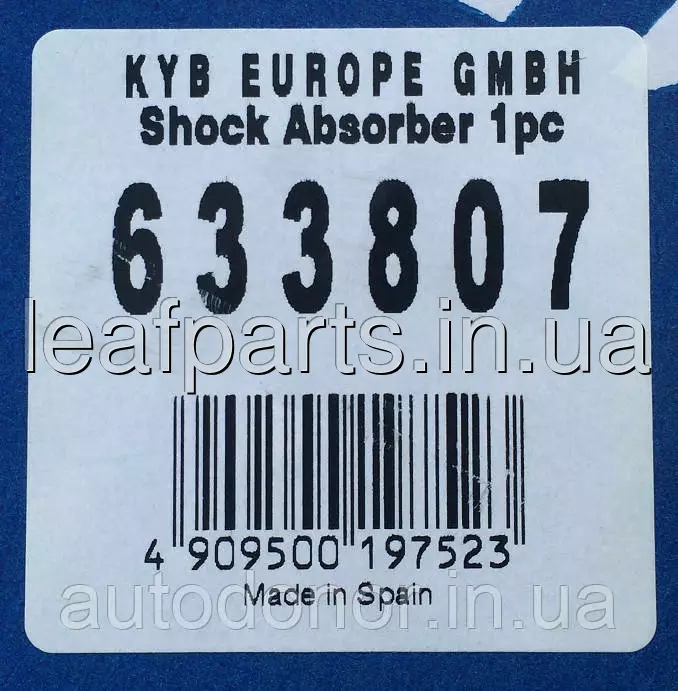 KYB EUROPE GMBH
Shock Absorber 1pc
633807
leafparts.in.ua
4 909500 197523
Made in Spain
autodonor.in.ua